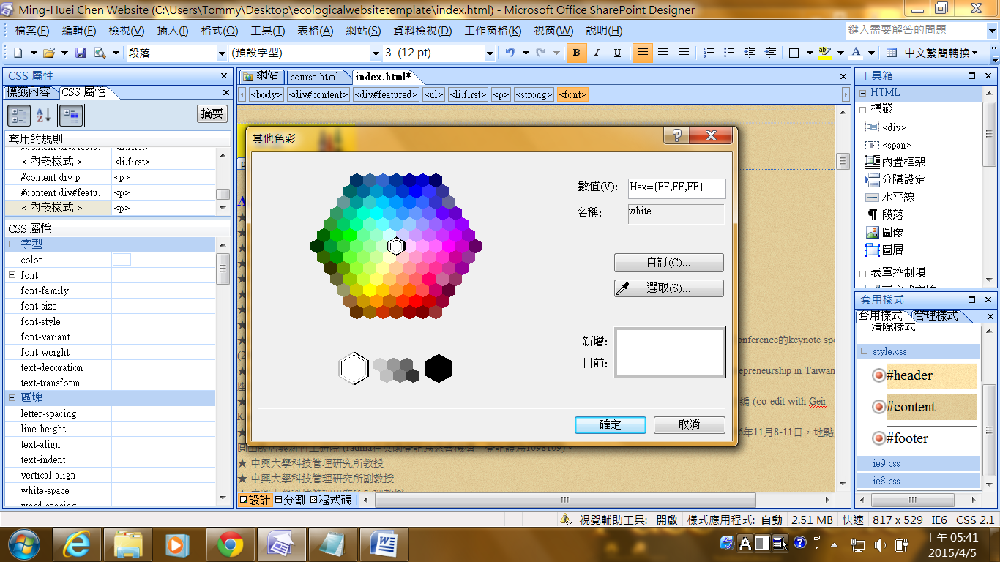 Ming-Huei Chen Website (C:\Users\Tommy\Desktop\ecologicalwebsitetemplate\index.html) - Microsoft Office SharePoint Designer
檔案(F) 編輯(E) 檢視(V) 插入(I) 格式(O) 工具(T) 表格(A) 網站(S) 資料檢視(D) 工作窗格(K) 視窗(W) 說明(H) 鍵入需要解答的問題
段落 (預設字型) 3 (12 pt) B I U ab A 中文繁簡轉換
CSS 屬性
標籤內容 CSS 屬性
摘要
套用的規則
#content div#featu... <li.first>
< 內嵌樣式 > <li.first>
#content div p <p>
#content div#featu... <p>
< 內嵌樣式 > <p>
CSS 屬性
字型
color
font
font-family
font-size
font-style
font-variant
font-weight
text-decoration
text-transform
區塊
letter-spacing
line-height
text-align
text-indent
vertical-align
white-space
word-spacing
網站 course.html index.html*
<body> <div#content> <div#featured> <ul> <li.first> <p> <strong> <font>
其他色彩
數值(V): Hex={FF,FF,FF}
名稱: white
自訂(C)...
選取(S)...
新增:
目前:
確定 取消
p
A
★
onference的keynote spe
(2
epreneurship in Taiwan
座
編 (co-edit with Geir
Ka
6年11月8-11日，地點
★ 中興大學科技管理研究所教授
★ 中興大學科技管理研究所副教授
設計 分割 程式碼
工具箱
HTML
標籤
<div>
<span>
內置框架
分隔設定
水平線
段落
圖像
圖層
表單控制項
套用樣式
套用樣式 管理樣式
清除樣式
style.css
#header
#content
#footer
ie9.css
ie8.css
視覺輔助工具: 開啟 樣式應用程式: 自動 2.51 MB 快速 817 x 529 IE6 CSS 2.1
上午 05:41
2015/4/5